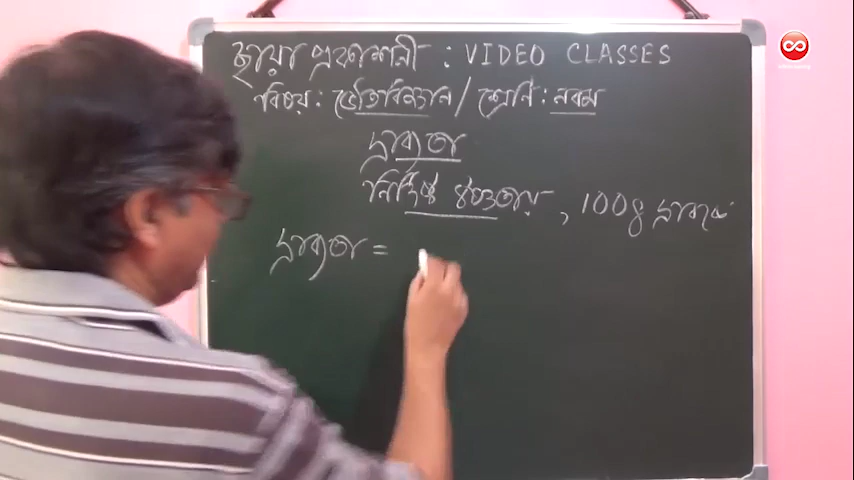 ছায়া প্রকাশনী : VIDEO CLASSES
বিষয় : ভৌতবিজ্ঞান / শ্রেণি : নবম
দ্রাব্যতা
নির্দিষ্ট উষ্ণতায় , 100g দ্রাবকে
দ্রাব্যতা =